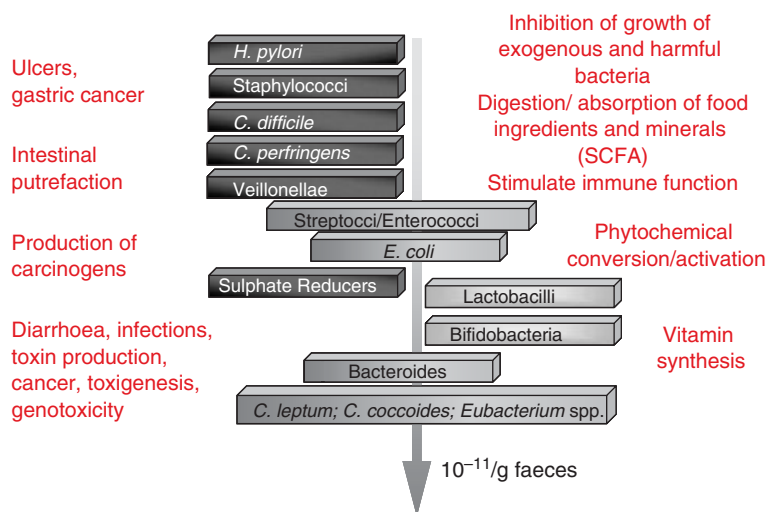 Ulcers,
gastric cancer
Intestinal
putrefaction
Production of
carcinogens
Diarrhoea, infections,
toxin production,
cancer, toxigenesis,
genotoxicity
H. pylori
Staphylococci
C. difficile
C. perfringens
Veillonellae
Streptocci/Enterococi
E. coli
Sulphate Reducers
Lactobacilli
Bifidobacteria
Bacteroides
C. leptum; C. coccoides; Eubacterium spp.
10⁻¹¹/g faeces
Inhibition of growth of
exogenous and harmful
bacteria
Digestion/ absorption of food
ingredients and minerals
(SCFA)
Stimulate immune function
Phytochemical
conversion/activation
Vitamin
synthesis